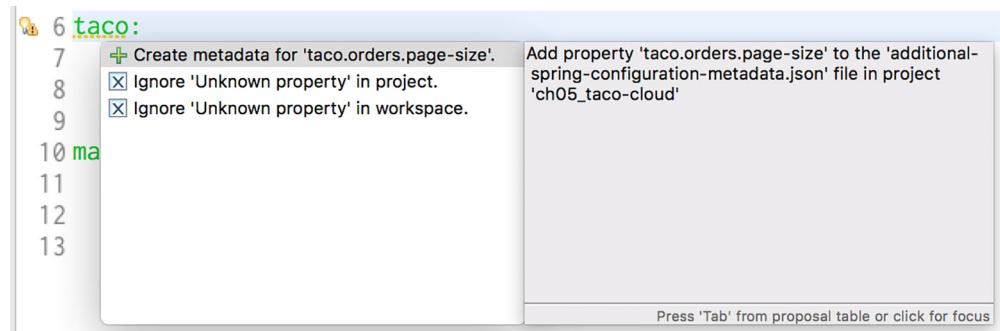 6 taco:
7
8
9
10 ma
11
12
13
Create metadata for 'taco.orders.page-size'.
Ignore 'Unknown property' in project.
Ignore 'Unknown property' in workspace.
Add property 'taco.orders.page-size' to the 'additional-
spring-configuration-metadata.json' file in project
'ch05_taco-cloud'
Press 'Tab' from proposal table or click for focus